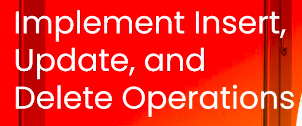 Implement Insert,
Update, and
Delete Operations